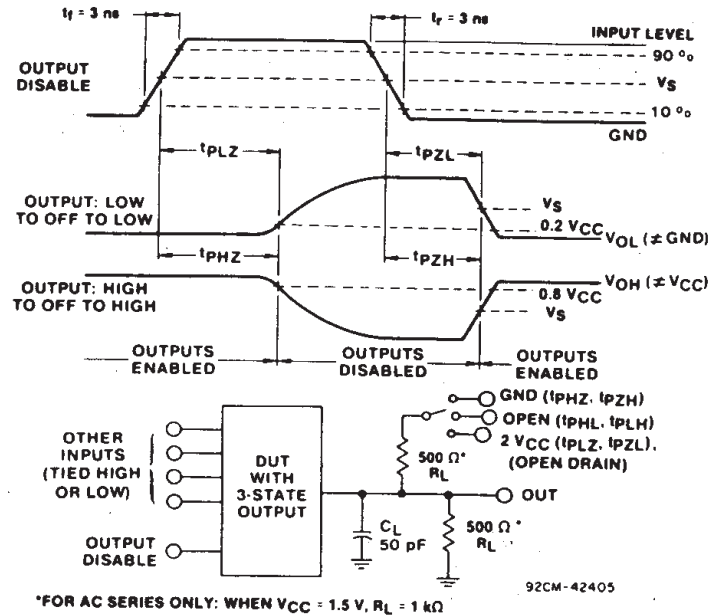 tf = 3 ns
tr = 3 ns
INPUT LEVEL
90 %
OUTPUT
DISABLE
VS
10 %
GND
tPLZ
tPZL
OUTPUT: LOW
TO OFF TO LOW
VS
0.2 VCC
VOL (≠ GND)
tPHZ
tPZH
OUTPUT: HIGH
TO OFF TO HIGH
VOH (≠ VCC)
0.8 VCC
VS
OUTPUTS
ENABLED
OUTPUTS
DISABLED
OUTPUTS
ENABLED
GND (tPHZ, tPZH)
OPEN (tPHL, tPLH)
2 VCC (tPLZ, tPZL),
(OPEN DRAIN)
OTHER
INPUTS
(TIED HIGH
OR LOW)
DUT
WITH
3-STATE
OUTPUT
500 Ω*
RL
OUT
CL
50 pF
500 Ω*
RL
OUTPUT
DISABLE
92CM-42405
*FOR AC SERIES ONLY: WHEN VCC = 1.5 V, RL = 1 kΩ